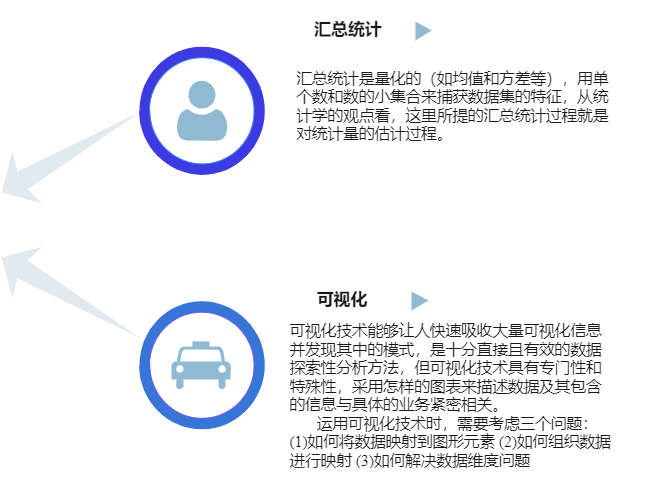 汇总统计
汇总统计是量化的（如均值和方差等），用单
个数和数的小集合来捕获数据集的特征，从统
计学的观点看，这里所提的汇总统计过程就是
对统计量的估计过程。
可视化
可视化技术能够让人快速吸收大量可视化信息
并发现其中的模式，是十分直接且有效的数据
探索性分析方法，但可视化技术具有专门性和
特殊性，采用怎样的图表来描述数据及其包含
的信息与具体的业务紧密相关。
运用可视化技术时，需要考虑三个问题：
(1)如何将数据映射到图形元素 (2)如何组织数据
进行映射 (3)如何解决数据维度问题